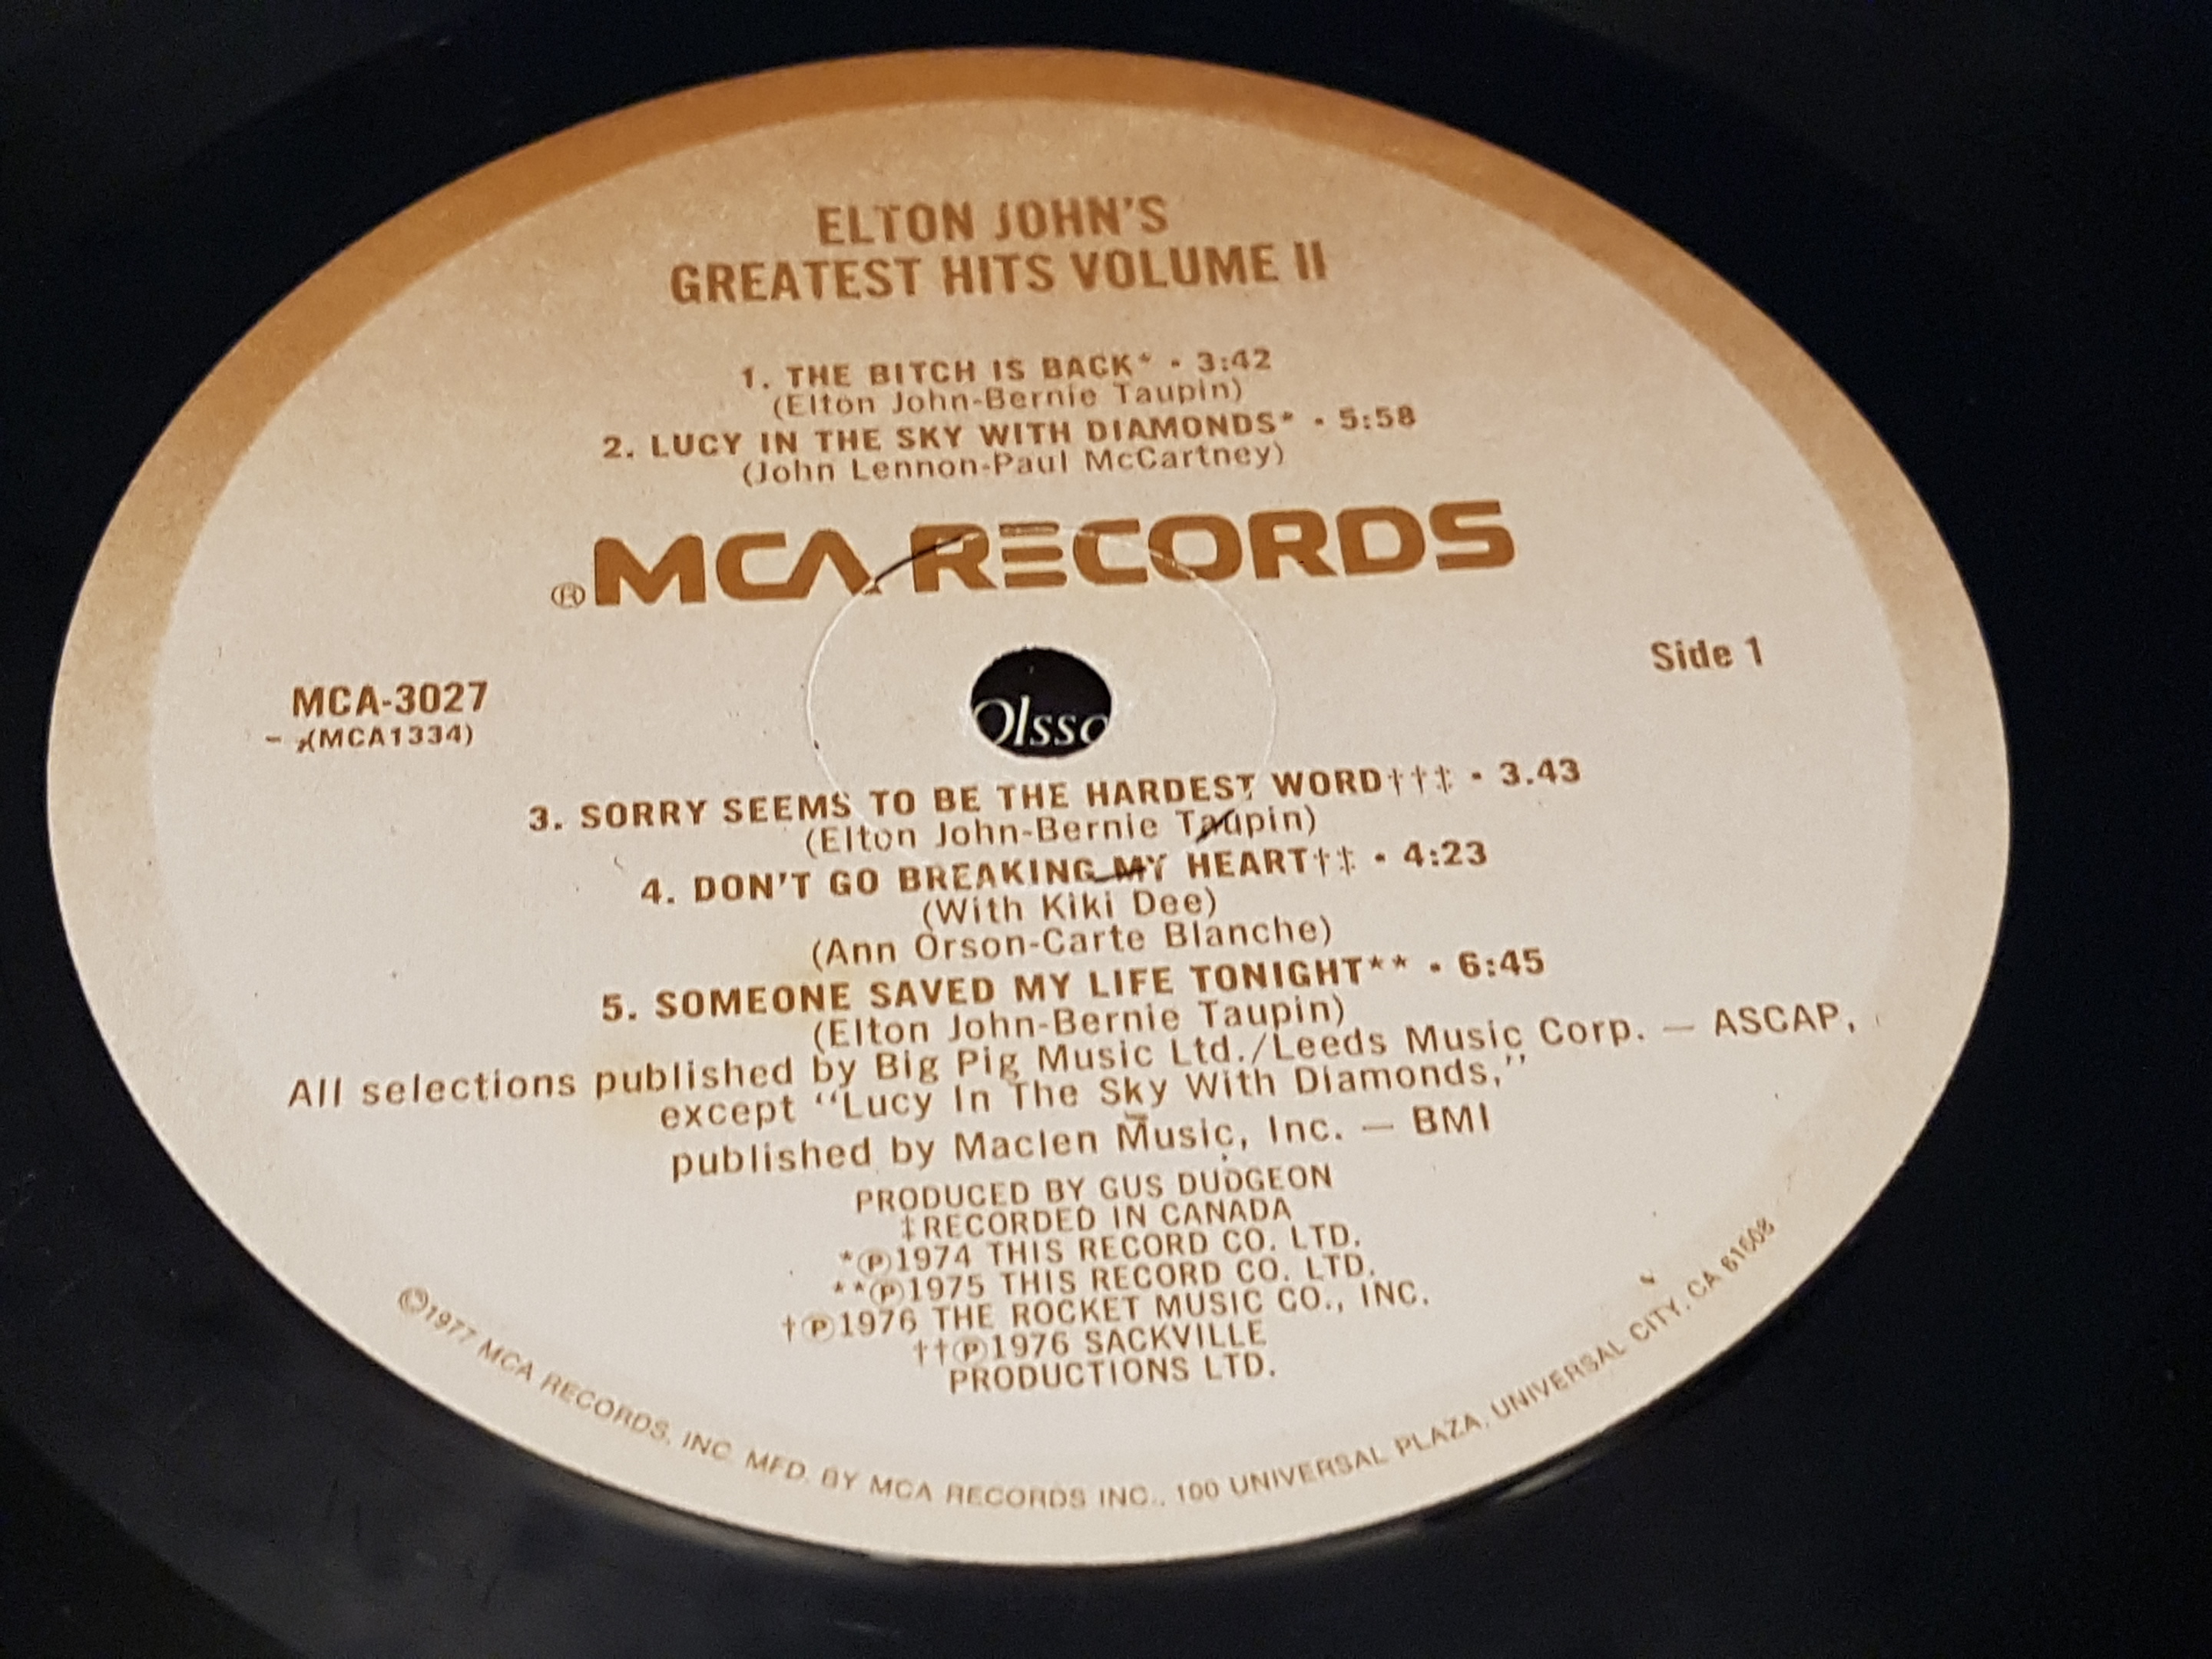 ELTON JOHN'S
GREATEST HITS VOLUME II
1. THE BITCH IS BACK* • 3:42
(Elton John-Bernie Taupin)
2. LUCY IN THE SKY WITH DIAMONDS* • 5:58
(John Lennon-Paul McCartney)
®MCA RECORDS
Side 1
MCA-3027
(MCA1334)
Olsso
3. SORRY SEEMS TO BE THE HARDEST WORD†††‡ • 3.43
(Elton John-Bernie Taupin)
4. DON'T GO BREAKING MY HEART†‡ • 4:23
(With Kiki Dee)
(Ann Orson-Carte Blanche)
5. SOMEONE SAVED MY LIFE TONIGHT** • 6:45
(Elton John-Bernie Taupin)
All selections published by Big Pig Music Ltd./Leeds Music Corp. — ASCAP,
except “Lucy In The Sky With Diamonds,”
published by Maclen Music, Inc. — BMI
PRODUCED BY GUS DUDGEON
‡RECORDED IN CANADA
*℗1974 THIS RECORD CO. LTD.
**℗1975 THIS RECORD CO. LTD.
†℗1976 THE ROCKET MUSIC CO., INC.
††℗1976 SACKVILLE
PRODUCTIONS LTD.
©1977 MCA RECORDS, INC. MFD. BY MCA RECORDS INC., 100 UNIVERSAL PLAZA, UNIVERSAL CITY, CA